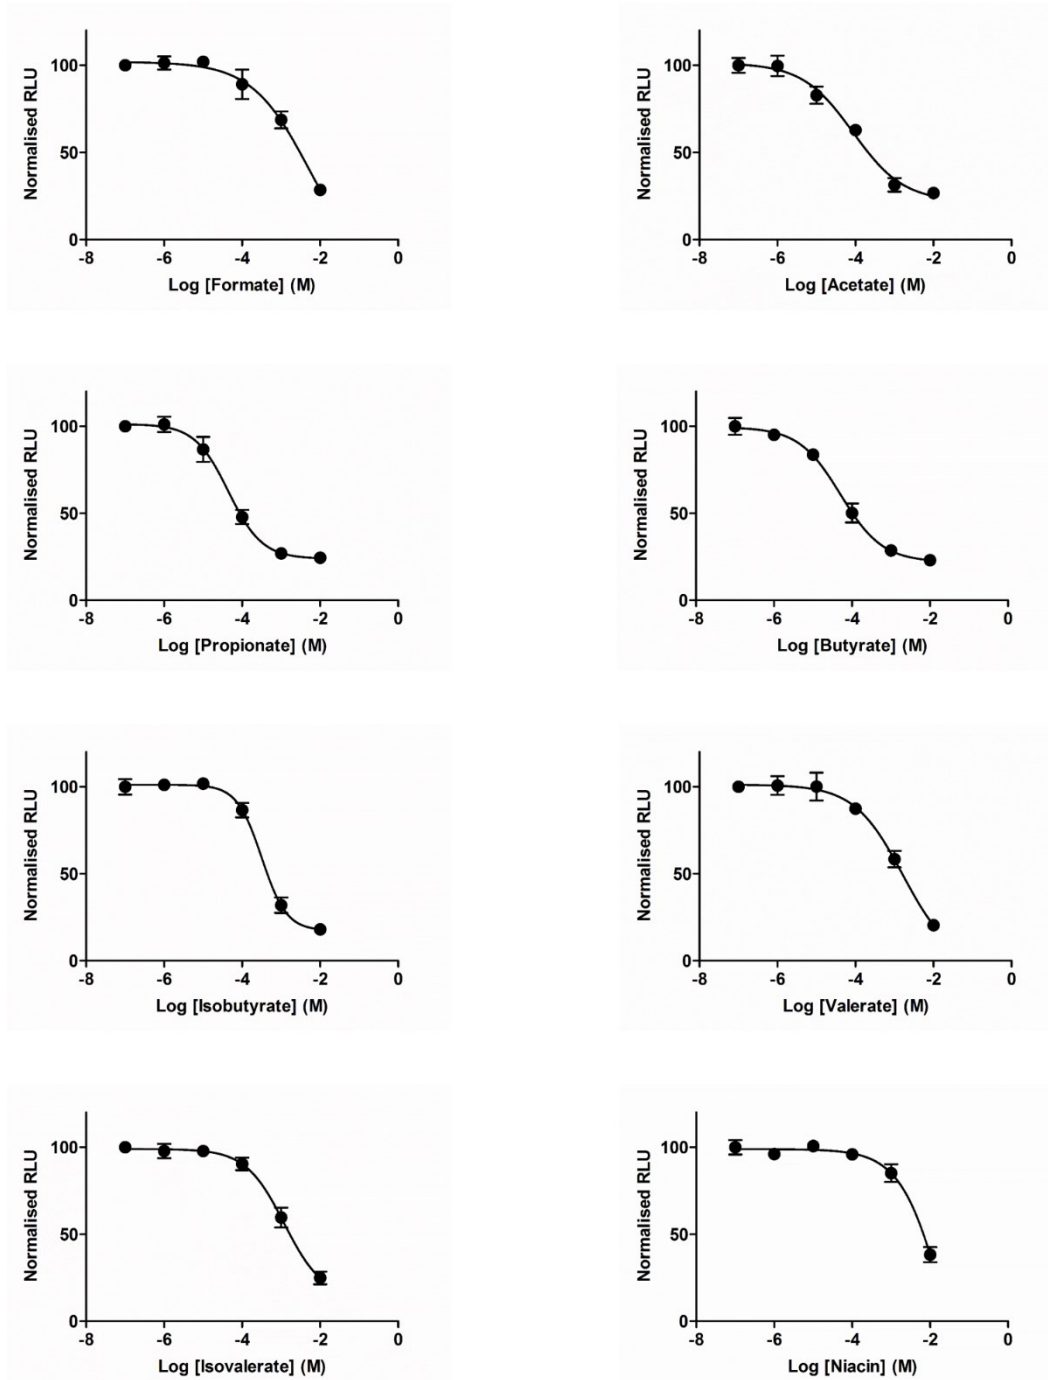 100
50
0
Normalised RLU
-8 -6 -4 -2 0
Log [Formate] (M)
100
50
0
Normalised RLU
-8 -6 -4 -2 0
Log [Acetate] (M)
100
50
0
Normalised RLU
-8 -6 -4 -2 0
Log [Propionate] (M)
100
50
0
Normalised RLU
-8 -6 -4 -2 0
Log [Butyrate] (M)
100
50
0
Normalised RLU
-8 -6 -4 -2 0
Log [Isobutyrate] (M)
100
50
0
Normalised RLU
-8 -6 -4 -2 0
Log [Valerate] (M)
100
50
0
Normalised RLU
-8 -6 -4 -2 0
Log [Isovalerate] (M)
100
50
0
Normalised RLU
-8 -6 -4 -2 0
Log [Niacin] (M)